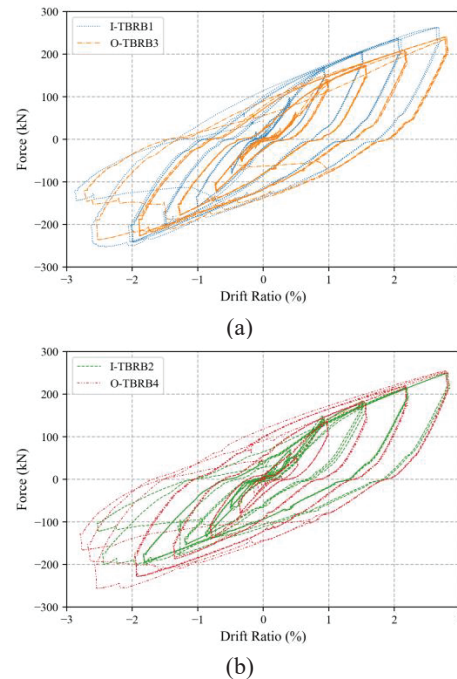 I-TBRB1
O-TBRB3
300
200
100
0
−100
−200
−300
Force (kN)
−3 −2 −1 0 1 2 3
Drift Ratio (%)
(a)
I-TBRB2
O-TBRB4
300
200
100
0
−100
−200
−300
Force (kN)
−3 −2 −1 0 1 2 3
Drift Ratio (%)
(b)